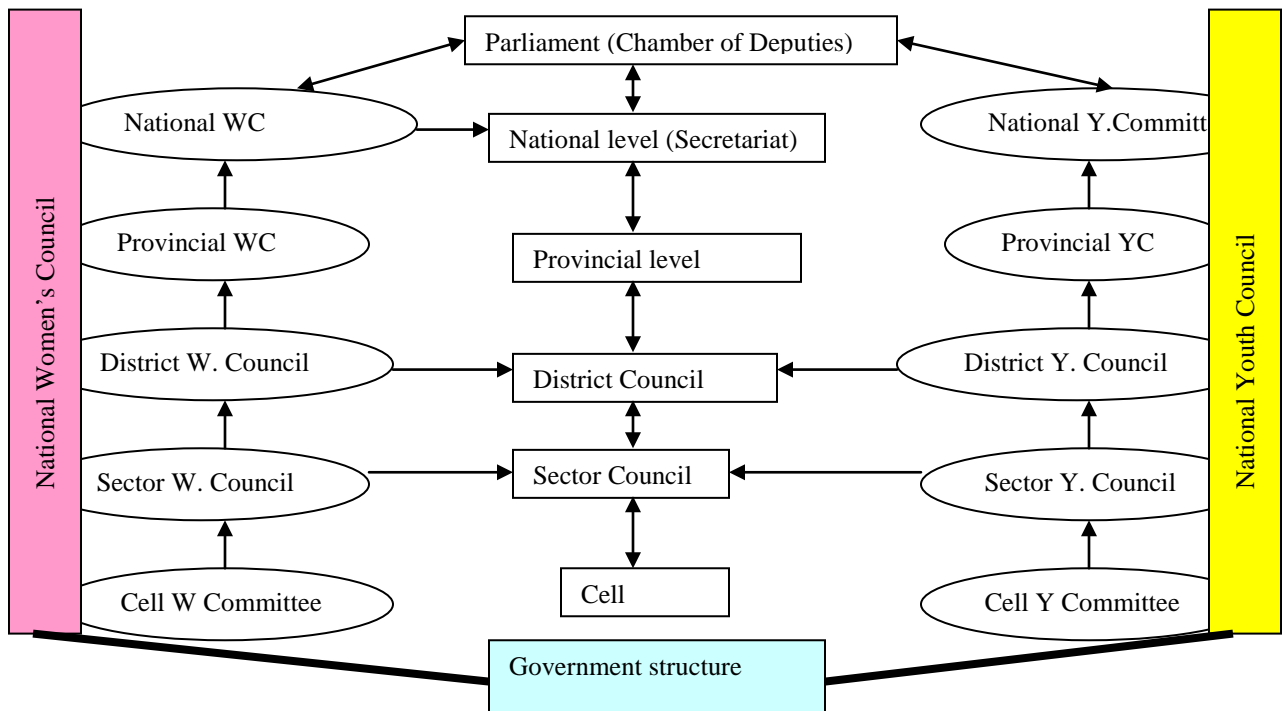 Parliament (Chamber of Deputies)
National WC
National level (Secretariat)
National Y.Committ
Provincial WC
Provincial level
Provincial YC
District W. Council
District Council
District Y. Council
Sector W. Council
Sector Council
Sector Y. Council
Cell W Committee
Cell
Cell Y Committee
National Women’s Council
National Youth Council
Government structure